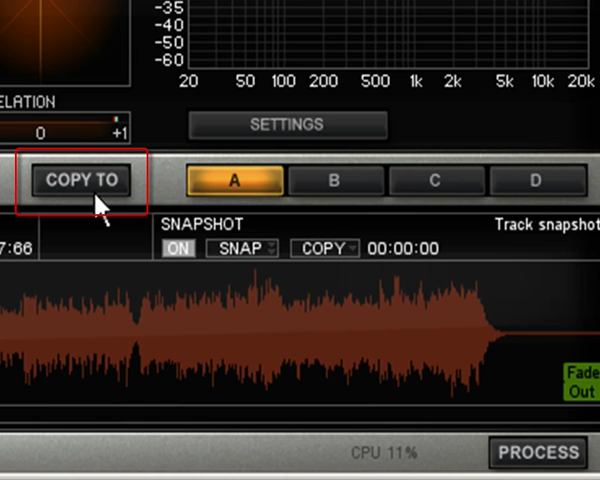 -35
-40
-50
-60
20 50 100 200 500 1k 2k 5k 10k 20k
ELATION
0 +1
SETTINGS
COPY TO
A B C D
SNAPSHOT Track snapshot
7:66 ON SNAP COPY 00:00:00
Fade
Out
CPU 11% PROCESS